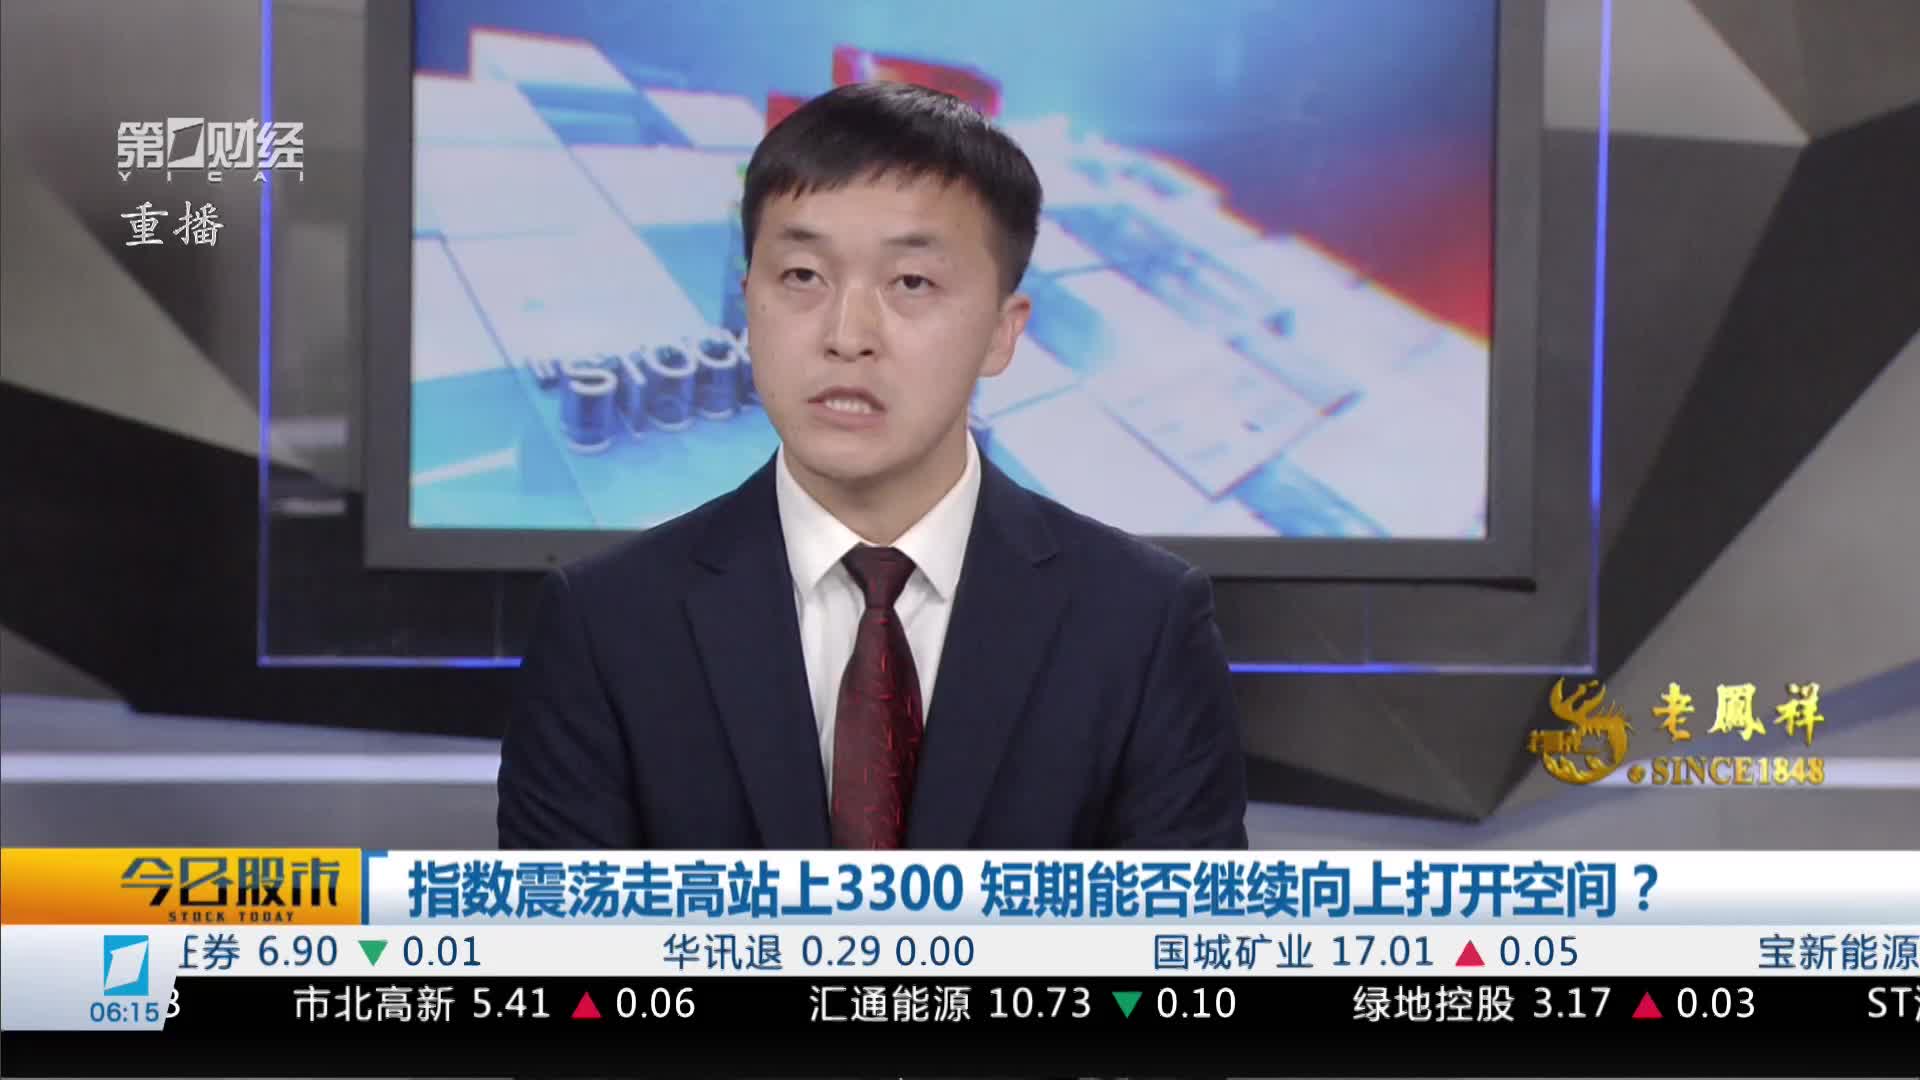 第一财经
YICAI
重播
"STOCK
老鳳祥
SINCE1848
今日股市
STOCK TODAY
指数震荡走高站上3300 短期能否继续向上打开空间？
证券 6.90 ▼ 0.01 华讯退 0.29 0.00 国城矿业 17.01 ▲ 0.05 宝新能源
06:15
市北高新 5.41 ▲ 0.06 汇通能源 10.73 ▼ 0.10 绿地控股 3.17 ▲ 0.03 ST